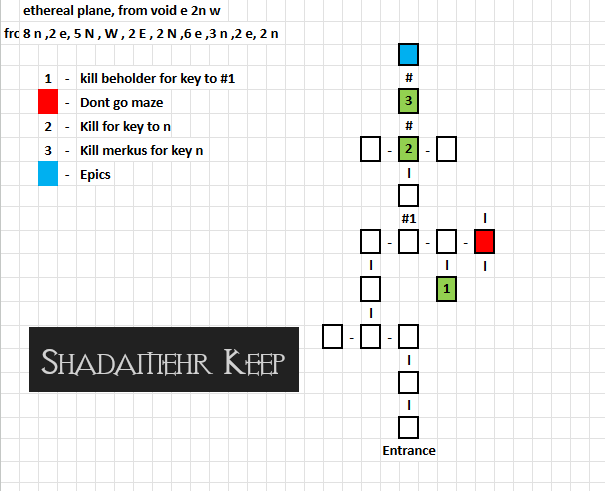 ethereal plane, from void e 2n w
frc 8 n ,2 e, 5 N , W , 2 E , 2 N ,6 e ,3 n ,2 e, 2 n
1 - kill beholder for key to #1
- Dont go maze
2 - Kill for key to n
3 - Kill merkus for key n
- Epics
#
3
#
- 2 -
I
#1 I
- - -
I I I
1
I
- -
I
I
Entrance
Shadamehr Keep